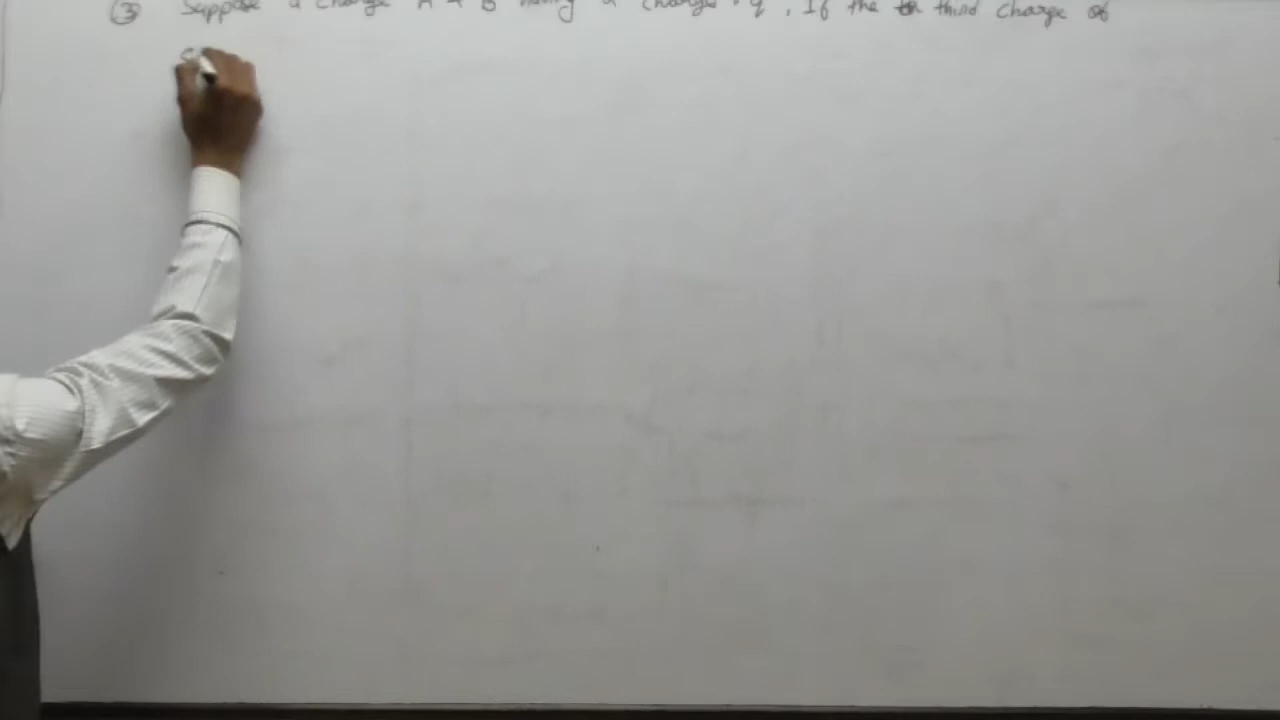 ③ Suppose a charge A & B having a charge 'q'. If the third charge of